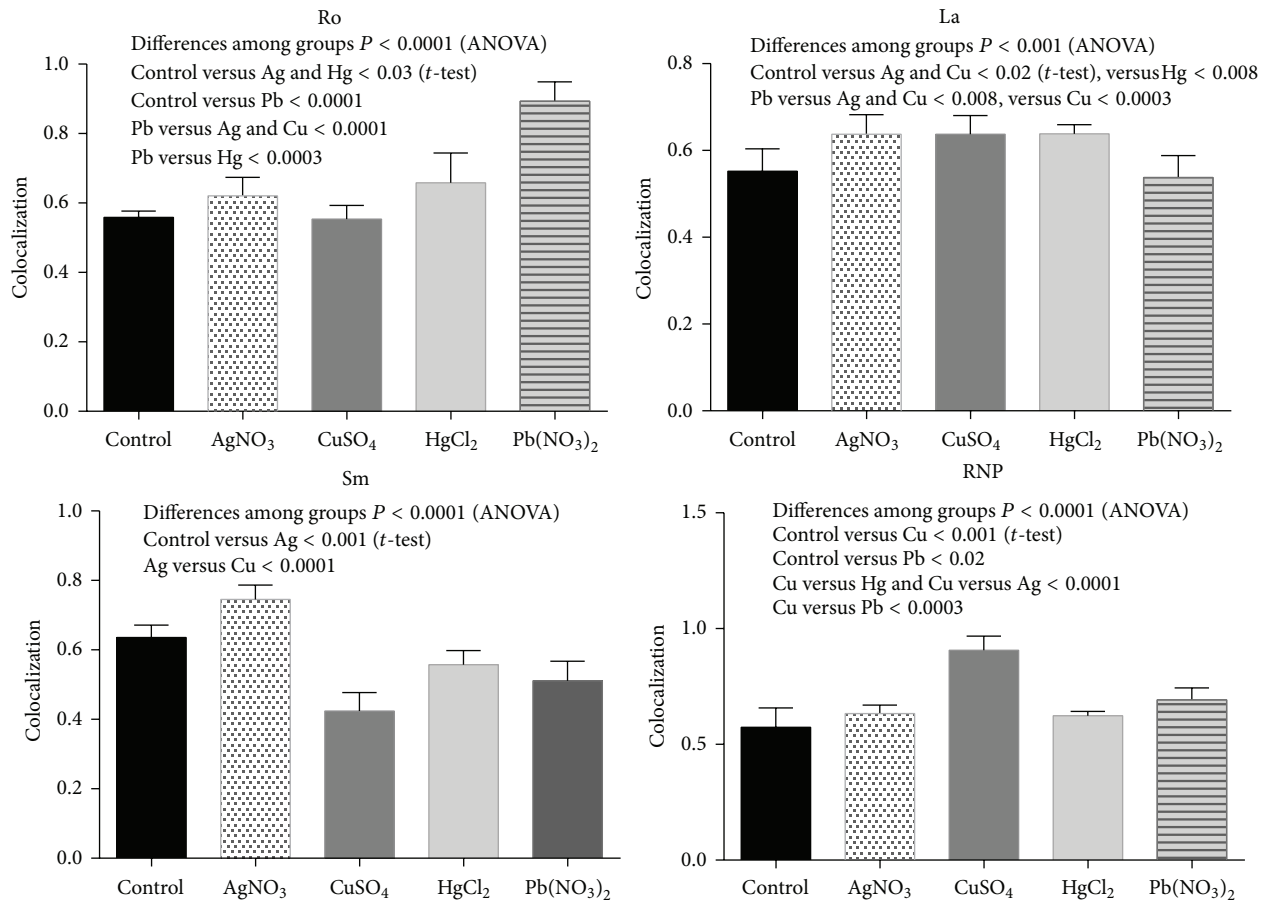 Ro
Differences among groups P < 0.0001 (ANOVA)
Control versus Ag and Hg < 0.03 (t-test)
Control versus Pb < 0.0001
Pb versus Ag and Cu < 0.0001
Pb versus Hg < 0.0003
Colocalization
1.0
0.8
0.6
0.4
0.2
0.0
Control AgNO₃ CuSO₄ HgCl₂ Pb(NO₃)₂
La
Differences among groups P < 0.001 (ANOVA)
Control versus Ag and Cu < 0.02 (t-test), versusHg < 0.008
Pb versus Ag and Cu < 0.008, versus Cu < 0.0003
Colocalization
0.8
0.6
0.4
0.2
0.0
Control AgNO₃ CuSO₄ HgCl₂ Pb(NO₃)₂
Sm
Differences among groups P < 0.0001 (ANOVA)
Control versus Ag < 0.001 (t-test)
Ag versus Cu < 0.0001
Colocalization
1.0
0.8
0.6
0.4
0.2
0.0
Control AgNO₃ CuSO₄ HgCl₂ Pb(NO₃)₂
RNP
Differences among groups P < 0.0001 (ANOVA)
Control versus Cu < 0.001 (t-test)
Control versus Pb < 0.02
Cu versus Hg and Cu versus Ag < 0.0001
Cu versus Pb < 0.0003
Colocalization
1.5
1.0
0.5
0.0
Control AgNO₃ CuSO₄ HgCl₂ Pb(NO₃)₂